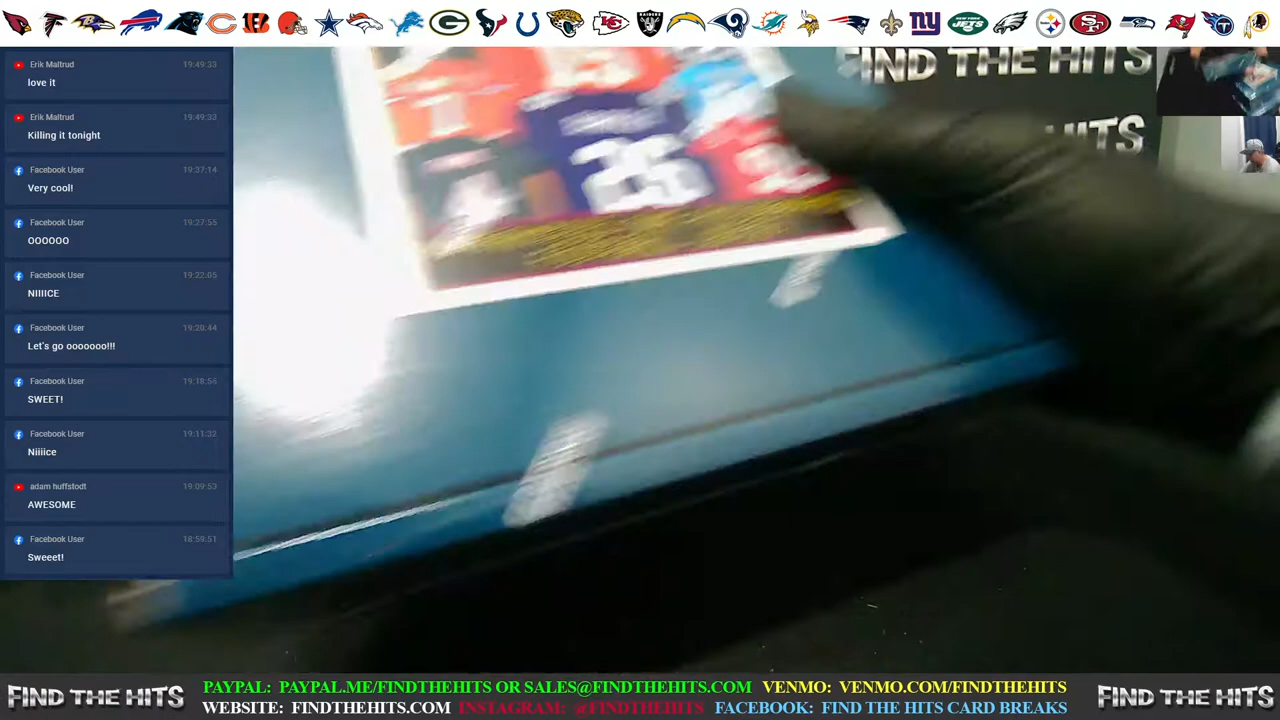 Erik Maltrud 19:49:33
love it
Erik Maltrud 19:49:33
Killing it tonight
Facebook User 19:37:14
Very cool!
Facebook User 19:27:55
OOOOOO
Facebook User 19:22:05
NIIIICE
Facebook User 19:20:44
Let's go ooooooo!!!
Facebook User 19:18:56
SWEET!
Facebook User 19:11:32
Niiiice
adam huffstodt 19:09:53
AWESOME
Facebook User 18:59:51
Sweeet!
FIND THE HITS
HITS
FIND THE HITS
PAYPAL: PAYPAL.ME/FINDTHEHITS OR SALES@FINDTHEHITS.COM VENMO: VENMO.COM/FINDTHEHITS
WEBSITE: FINDTHEHITS.COM INSTAGRAM: @FINDTHEHITS FACEBOOK: FIND THE HITS CARD BREAKS
FIND THE HITS